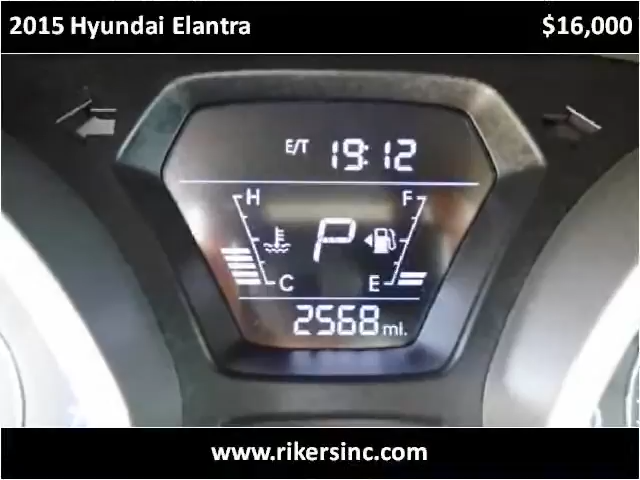 2015 Hyundai Elantra $16,000
E/T 19:12
H F
P
C E
2568 mi.
www.rikersinc.com